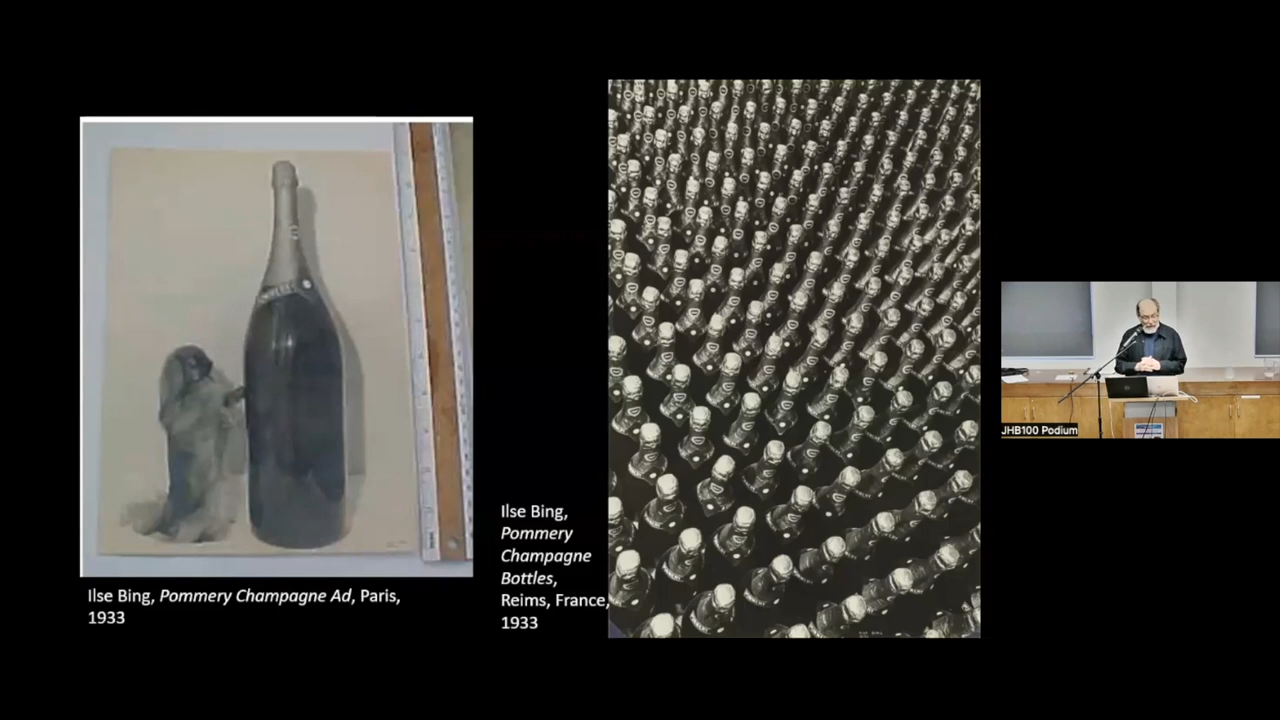 Ilse Bing, Pommery Champagne Ad, Paris,
1933
Ilse Bing,
Pommery
Champagne
Bottles,
Reims, France,
1933
JHB100 Podium